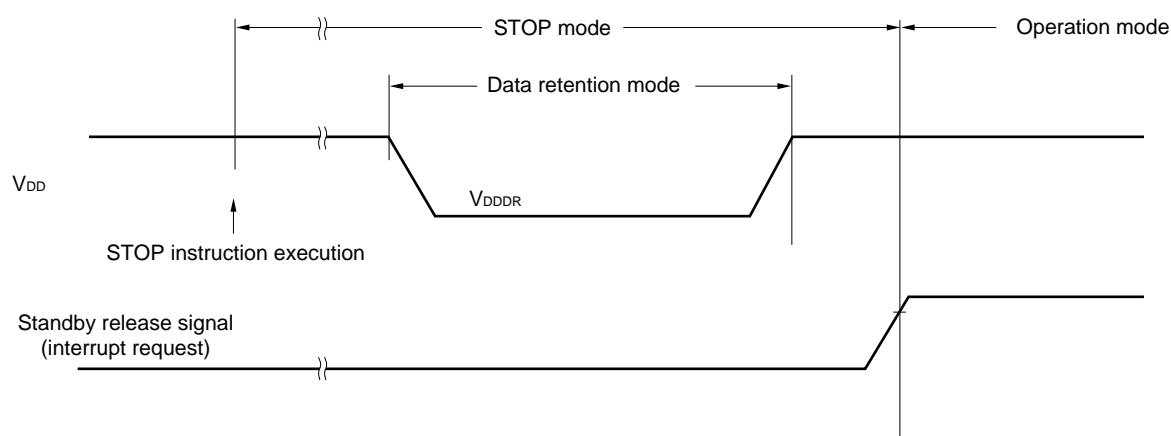 STOP mode
Operation mode
Data retention mode
VDD
VDDDR
STOP instruction execution
Standby release signal
(interrupt request)